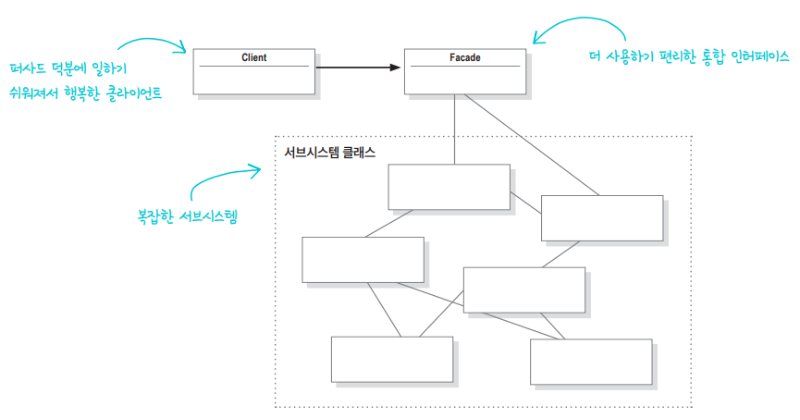 Client
Facade
퍼사드 덕분에 일하기
쉬워져서 행복한 클라이언트
더 사용하기 편리한 통합 인터페이스
서브시스템 클래스
복잡한 서브시스템